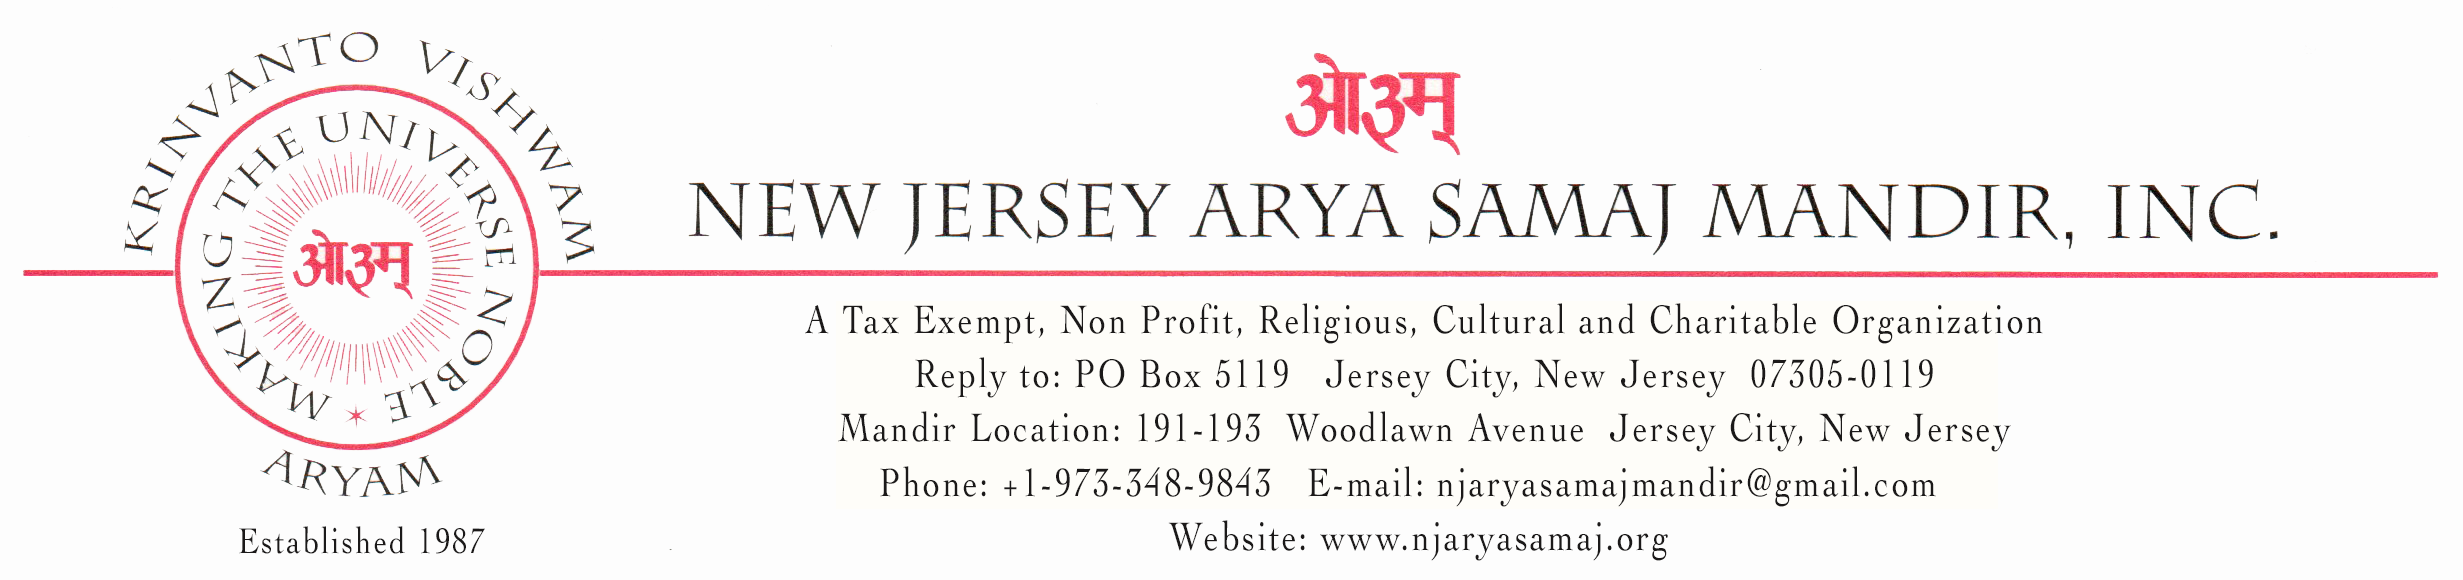 KRINVANTO VISHWAM
ARYAM
MAKING THE UNIVERSE NOBLE
ओ३म्
Established 1987
ओ३म्
NEW JERSEY ARYA SAMAJ MANDIR, INC.
A Tax Exempt, Non Profit, Religious, Cultural and Charitable Organization
Reply to: PO Box 5119 Jersey City, New Jersey 07305-0119
Mandir Location: 191-193 Woodlawn Avenue Jersey City, New Jersey
Phone: +1-973-348-9843 E-mail: njaryasamajmandir@gmail.com
Website: www.njaryasamaj.org